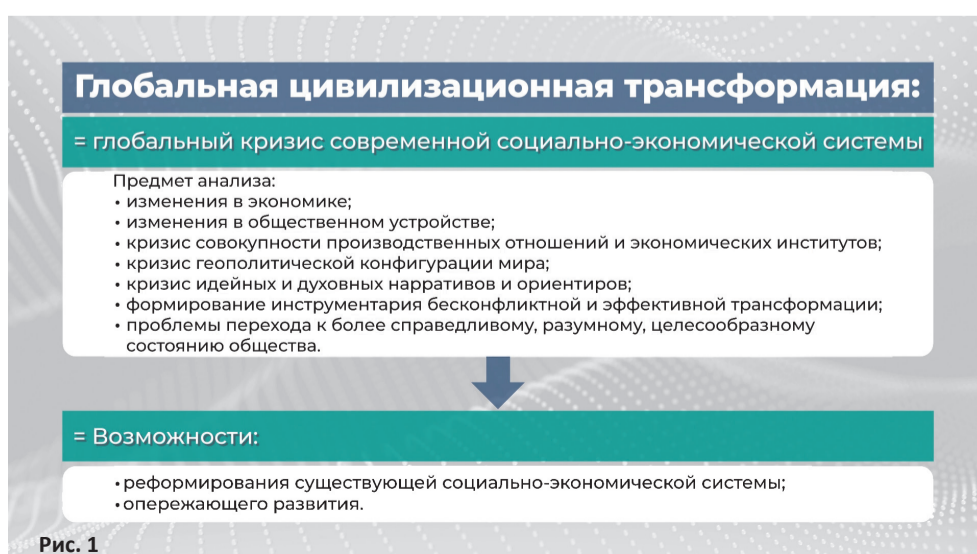 Глобальная цивилизационная трансформация:
= глобальный кризис современной социально-экономической системы
Предмет анализа:
• изменения в экономике;
• изменения в общественном устройстве;
• кризис совокупности производственных отношений и экономических институтов;
• кризис геополитической конфигурации мира;
• кризис идейных и духовных нарративов и ориентиров;
• формирование инструментария бесконфликтной и эффективной трансформации;
• проблемы перехода к более справедливому, разумному, целесообразному
состоянию общества.
= Возможности:
• реформирования существующей социально-экономической системы;
• опережающего развития.
Рис. 1